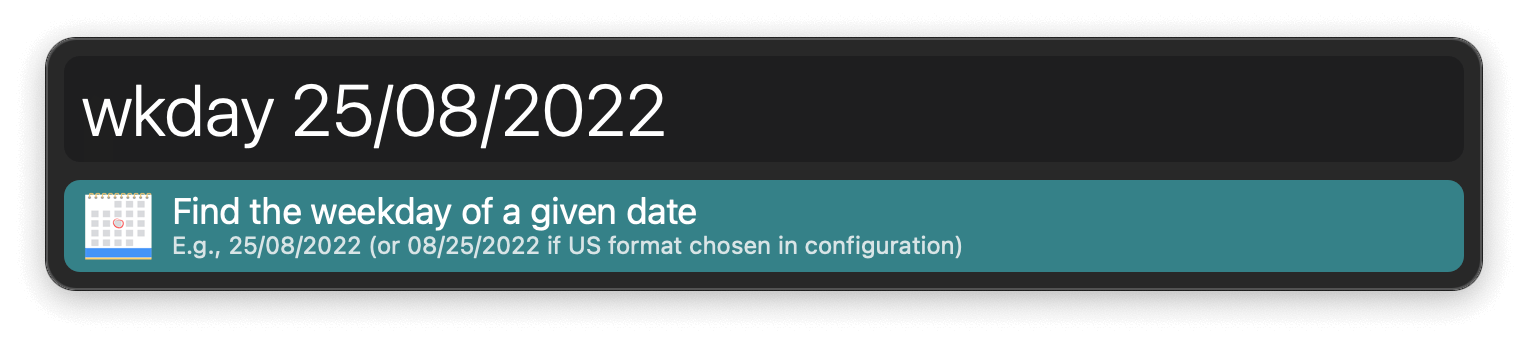 wkday 25/08/2022
Find the weekday of a given date
E.g., 25/08/2022 (or 08/25/2022 if US format chosen in configuration)